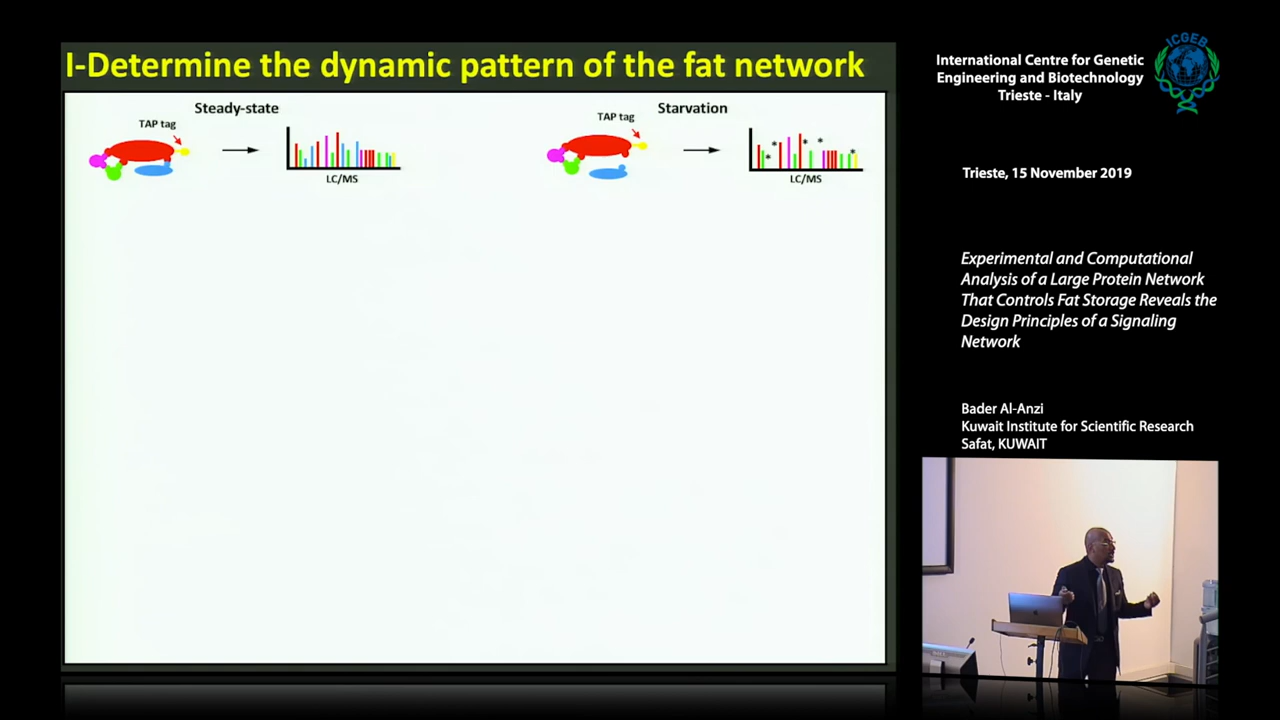 I-Determine the dynamic pattern of the fat network
Steady-state
TAP tag
LC/MS
Starvation
TAP tag
* * * * *
LC/MS
ICGEB
International Centre for Genetic
Engineering and Biotechnology
Trieste - Italy
Trieste, 15 November 2019
Experimental and Computational
Analysis of a Large Protein Network
That Controls Fat Storage Reveals the
Design Principles of a Signaling
Network
Bader Al-Anzi
Kuwait Institute for Scientific Research
Safat, KUWAIT
DELL